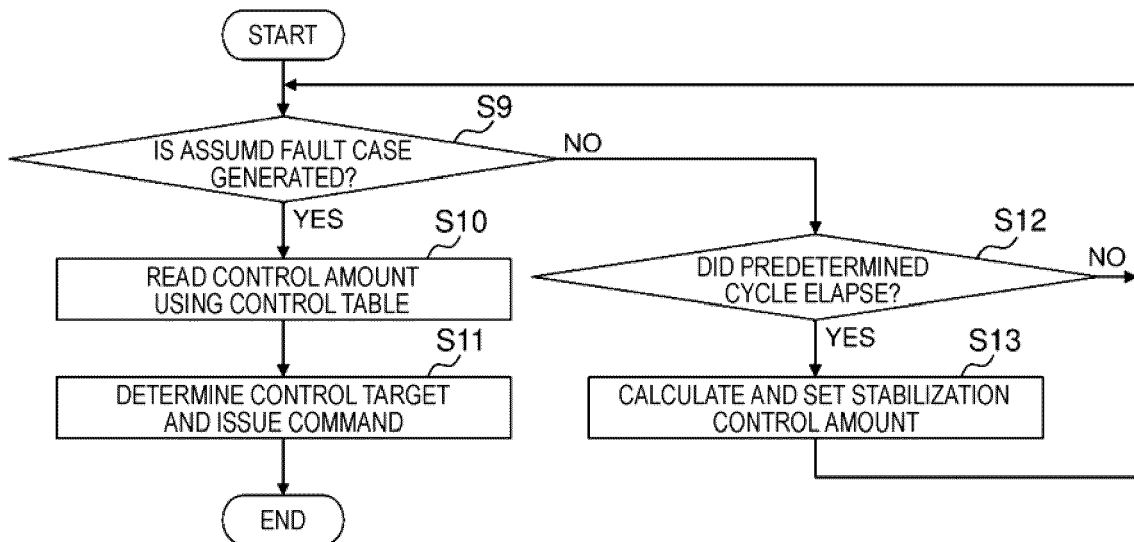 START
S9
IS ASSUMD FAULT CASE
GENERATED?
NO
YES
S10
READ CONTROL AMOUNT
USING CONTROL TABLE
S12
DID PREDETERMINED
CYCLE ELAPSE?
NO
YES
S11
DETERMINE CONTROL TARGET
AND ISSUE COMMAND
S13
CALCULATE AND SET STABILIZATION
CONTROL AMOUNT
END